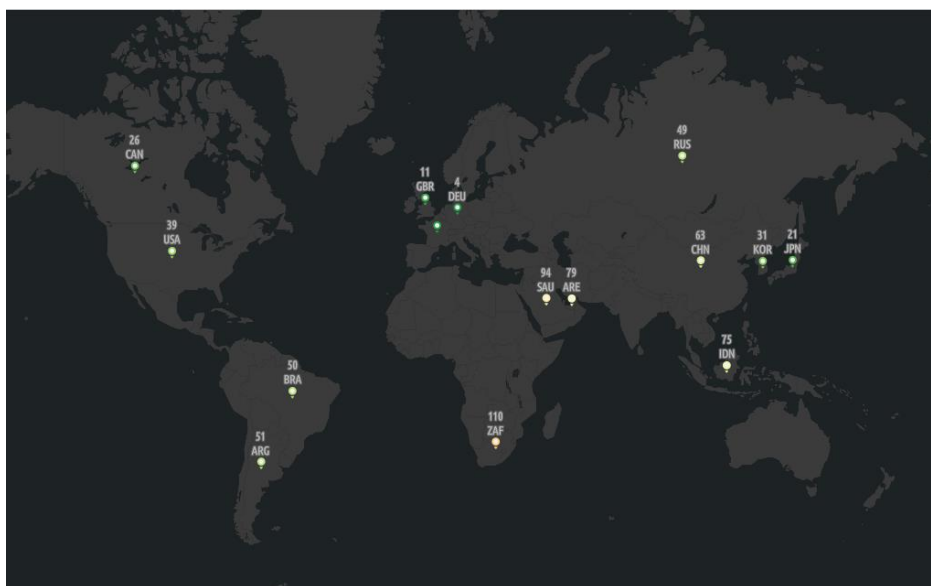 26
CAN
49
RUS
11
GBR
4
DEU
39
USA
63
CHN
31
KOR
21
JPN
94
SAU
79
ARE
75
IDN
50
BRA
110
ZAF
51
ARG